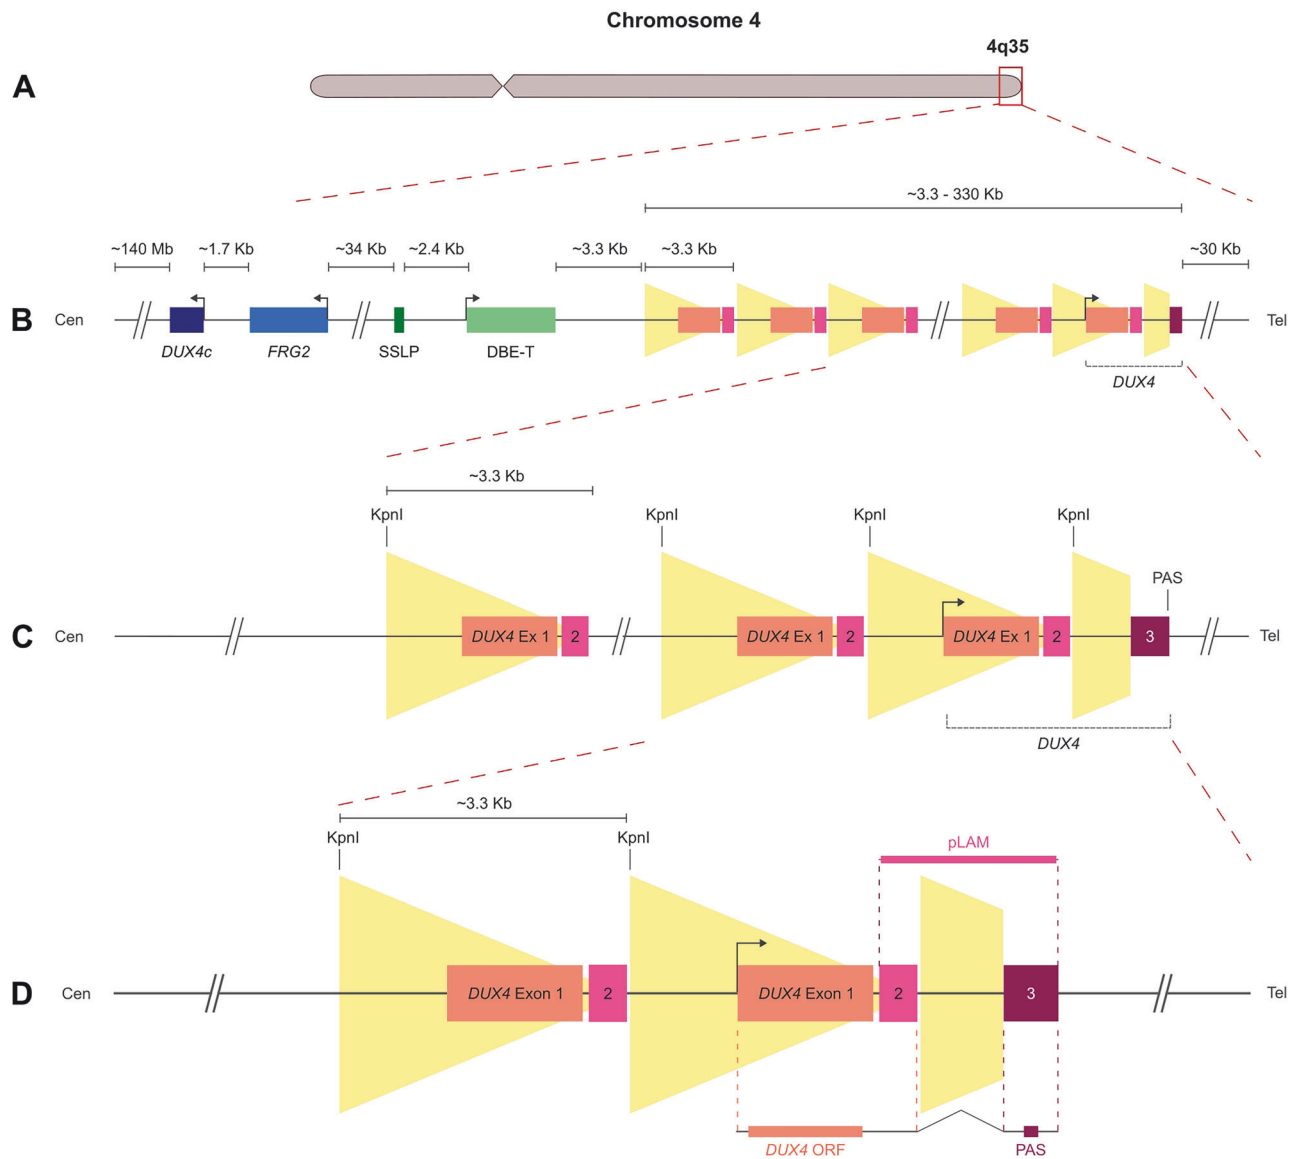 Chromosome 4
4q35
A
~3.3 - 330 Kb
~140 Mb ~1.7 Kb ~34 Kb ~2.4 Kb ~3.3 Kb ~3.3 Kb ~30 Kb
B Cen Tel
DUX4c FRG2 SSLP DBE-T DUX4
~3.3 Kb
KpnI KpnI KpnI KpnI
PAS
C Cen DUX4 Ex 1 2 DUX4 Ex 1 2 DUX4 Ex 1 2 3 Tel
DUX4
~3.3 Kb
KpnI KpnI pLAM
D Cen DUX4 Exon 1 2 DUX4 Exon 1 2 3 Tel
DUX4 ORF PAS